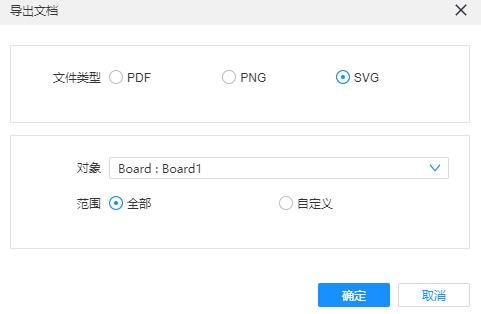 导出文档
文件类型 PDF PNG SVG
对象 Board : Board1
范围 全部 自定义
确定 取消